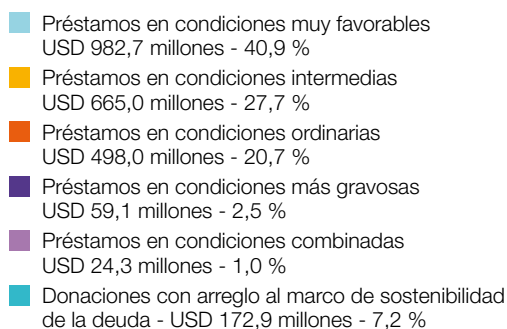 Préstamos en condiciones muy favorables
USD 982,7 millones - 40,9 %
Préstamos en condiciones intermedias
USD 665,0 millones - 27,7 %
Préstamos en condiciones ordinarias
USD 498,0 millones - 20,7 %
Préstamos en condiciones más gravosas
USD 59,1 millones - 2,5 %
Préstamos en condiciones combinadas
USD 24,3 millones - 1,0 %
Donaciones con arreglo al marco de sostenibilidad
de la deuda - USD 172,9 millones - 7,2 %